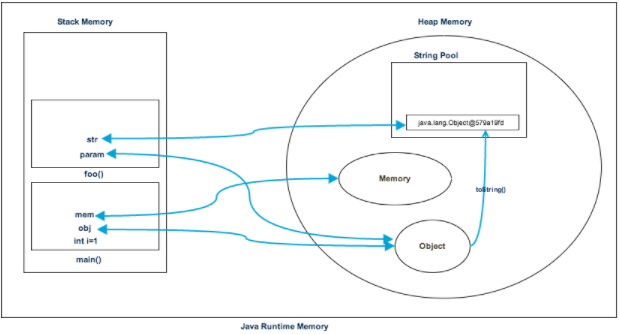 Stack Memory
Heap Memory
String Pool
java.lang.Object@579a19fd
str
param
foo()
Memory
toString()
mem
obj
int i=1
main()
Object
Java Runtime Memory